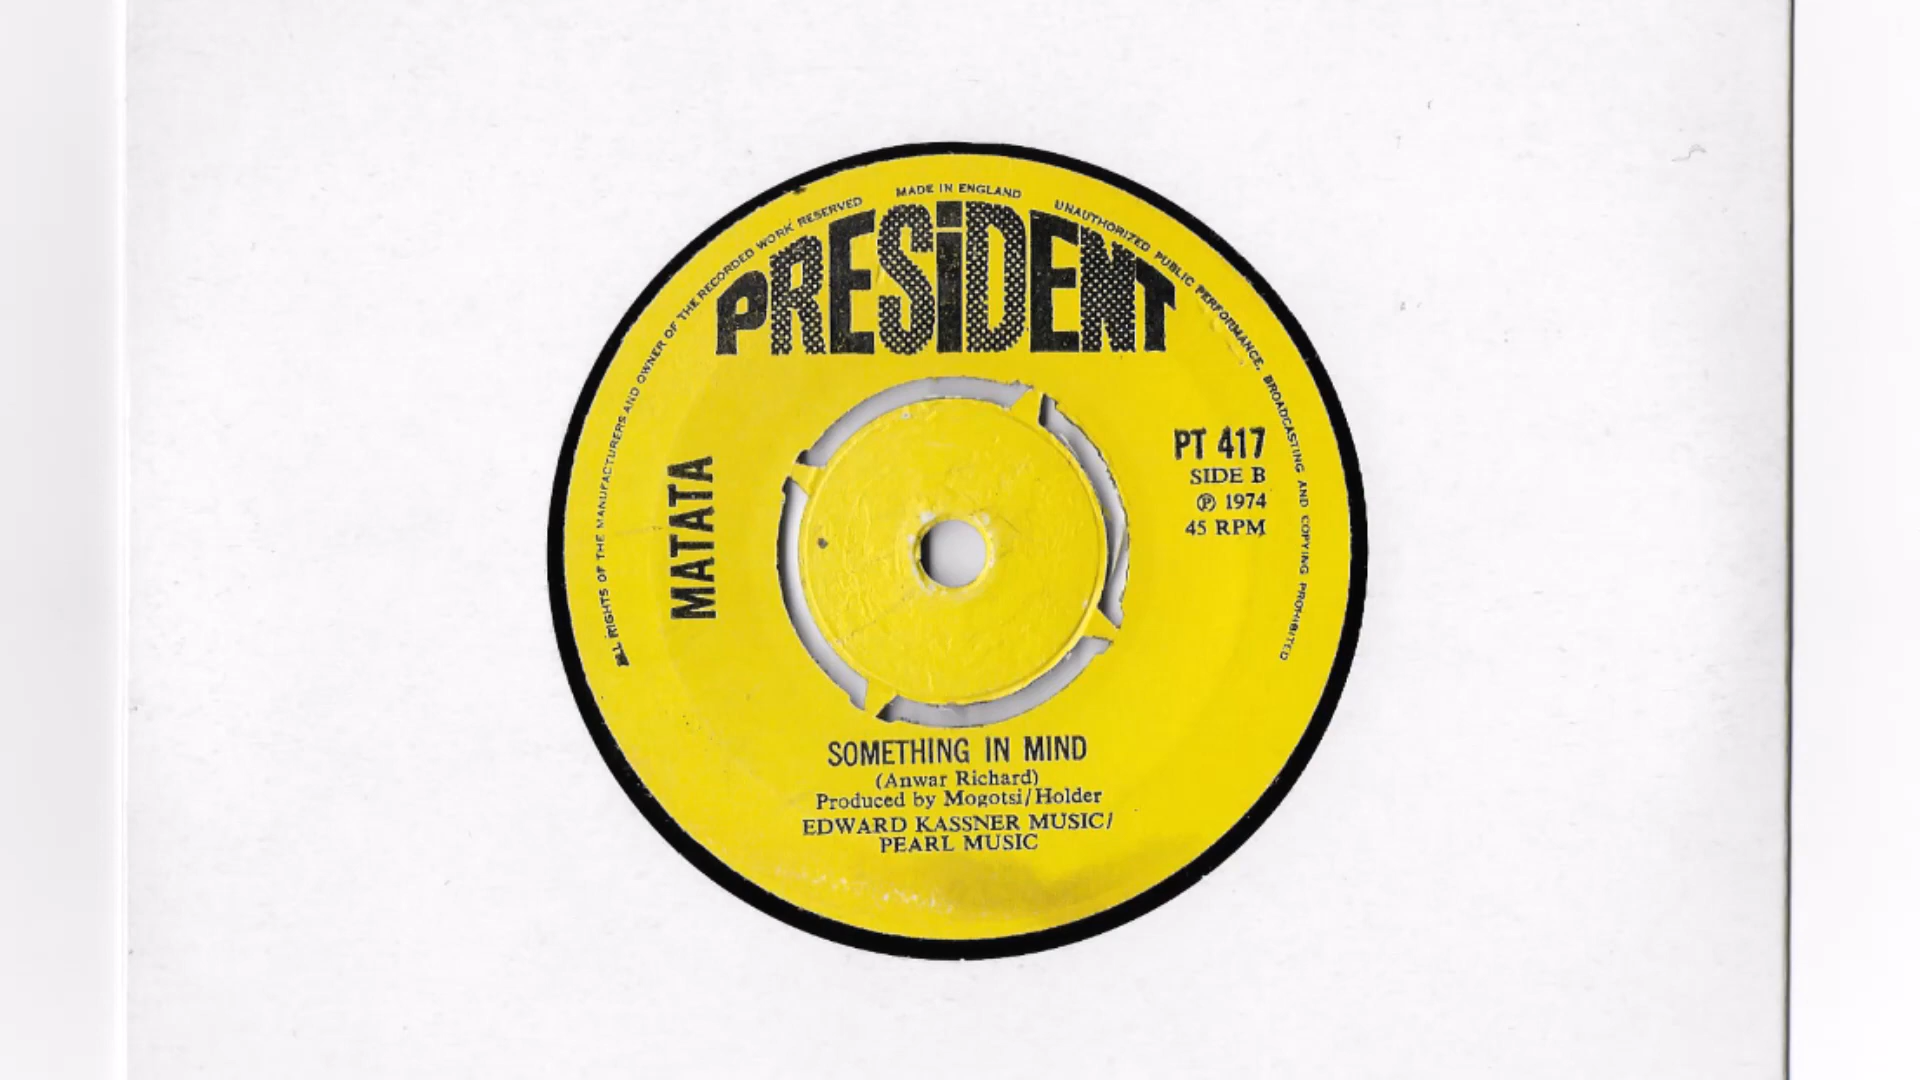 ALL RIGHTS OF THE MANUFACTURERS AND OWNER OF THE RECORDED WORK RESERVED
MADE IN ENGLAND
UNAUTHORIZED PUBLIC PERFORMANCE, BROADCASTING AND COPYING PROHIBITED
PRESiDENT
MATATA
PT 417
SIDE B
℗ 1974
45 RPM
SOMETHING IN MIND
(Anwar Richard)
Produced by Mogotsi/Holder
EDWARD KASSNER MUSIC/
PEARL MUSIC